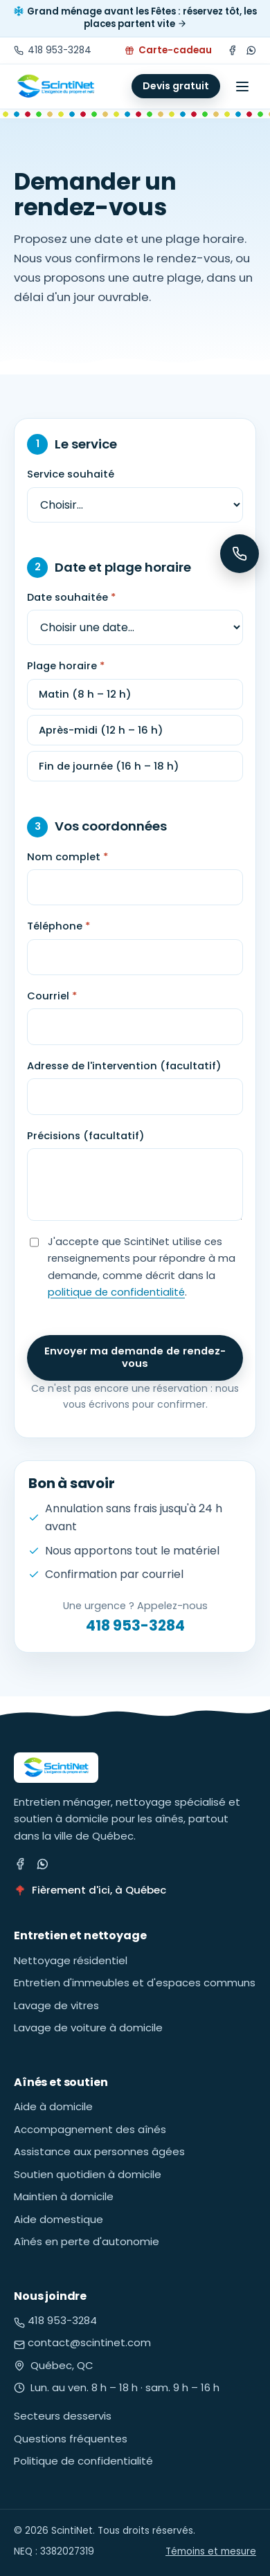 Grand ménage avant les Fêtes : réservez tôt, les
places partent vite →
418 953-3284
Carte-cadeau
ScintiNet
L'élégance du propre et net
Devis gratuit
Demander un
rendez-vous
Proposez une date et une plage horaire.
Nous vous confirmons le rendez-vous, ou
vous proposons une autre plage, dans un
délai d'un jour ouvrable.
1 Le service
Service souhaité
Choisir...
2 Date et plage horaire
Date souhaitée *
Choisir une date...
Plage horaire *
Matin (8 h – 12 h)
Après-midi (12 h – 16 h)
Fin de journée (16 h – 18 h)
3 Vos coordonnées
Nom complet *
Téléphone *
Courriel *
Adresse de l'intervention (facultatif)
Précisions (facultatif)
J'accepte que ScintiNet utilise ces
renseignements pour répondre à ma
demande, comme décrit dans la
politique de confidentialité.
Envoyer ma demande de rendez-
vous
Ce n'est pas encore une réservation : nous
vous écrivons pour confirmer.
Bon à savoir
Annulation sans frais jusqu'à 24 h
avant
Nous apportons tout le matériel
Confirmation par courriel
Une urgence ? Appelez-nous
418 953-3284
ScintiNet
L'élégance du propre et net
Entretien ménager, nettoyage spécialisé et
soutien à domicile pour les aînés, partout
dans la ville de Québec.
Fièrement d'ici, à Québec
Entretien et nettoyage
Nettoyage résidentiel
Entretien d'immeubles et d'espaces communs
Lavage de vitres
Lavage de voiture à domicile
Aînés et soutien
Aide à domicile
Accompagnement des aînés
Assistance aux personnes âgées
Soutien quotidien à domicile
Maintien à domicile
Aide domestique
Aînés en perte d'autonomie
Nous joindre
418 953-3284
contact@scintinet.com
Québec, QC
Lun. au ven. 8 h – 18 h · sam. 9 h – 16 h
Secteurs desservis
Questions fréquentes
Politique de confidentialité
© 2026 ScintiNet. Tous droits réservés.
NEQ : 3382027319
Témoins et mesure